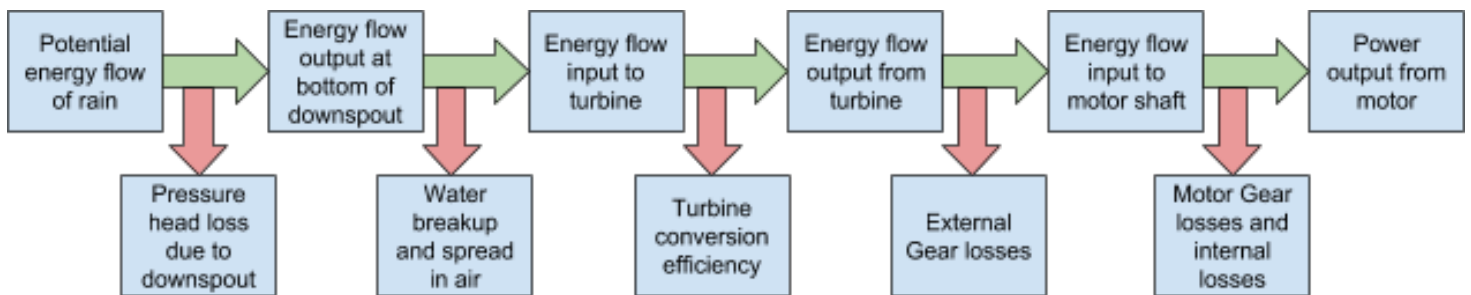 Potential
energy flow
of rain
Energy flow
output at
bottom of
downspout
Energy flow
input to
turbine
Energy flow
output from
turbine
Energy flow
input to
motor shaft
Power
output from
motor
Pressure
head loss
due to
downspout
Water
breakup
and spread
in air
Turbine
conversion
efficiency
External
Gear losses
Motor Gear
losses and
internal
losses